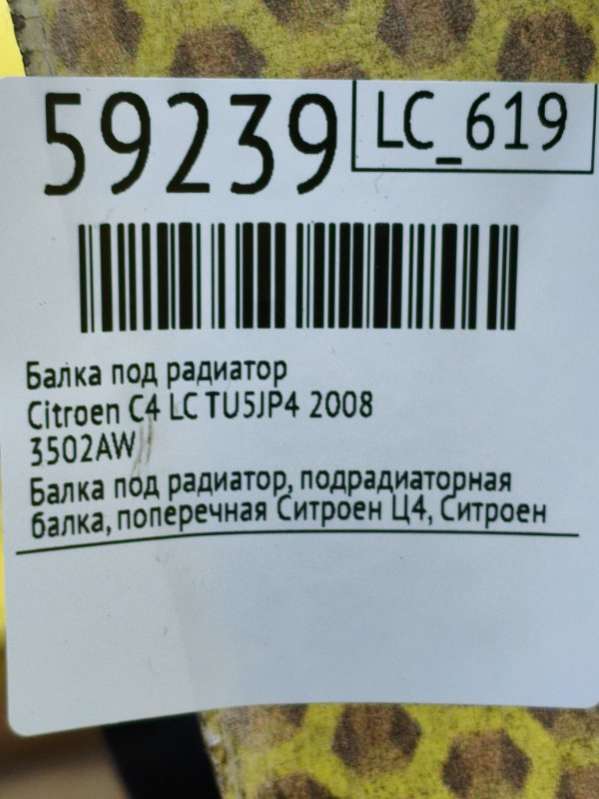 59239
LC_619
Балка под радиатор
Citroen C4 LC TU5JP4 2008
3502AW
Балка под радиатор, подрадиаторная
балка, поперечная Ситроен Ц4, Ситроен